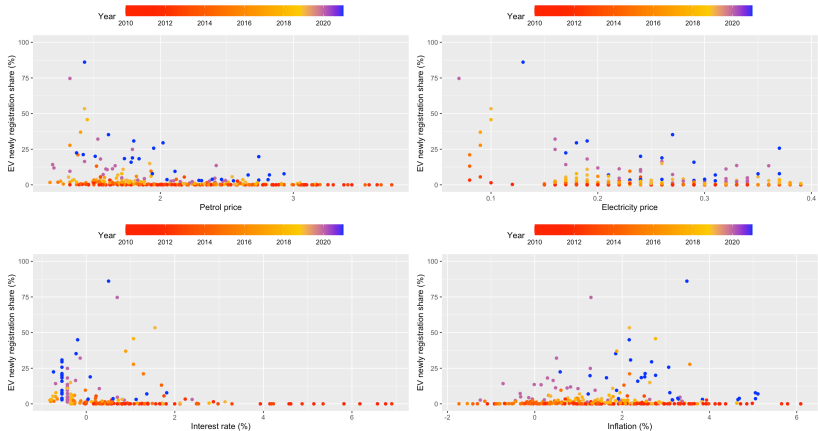 Year
2010 2012 2014 2016 2018 2020
EV newly registration share (%)
100
75
50
25
0
2 3
Petrol price
Year
2010 2012 2014 2016 2018 2020
EV newly registration share (%)
100
75
50
25
0
0.1 0.2 0.3 0.4
Electricity price
Year
2010 2012 2014 2016 2018 2020
EV newly registration share (%)
100
75
50
25
0
0 2 4 6
Interest rate (%)
Year
2010 2012 2014 2016 2018 2020
EV newly registration share (%)
100
75
50
25
0
-2 0 2 4 6
Inflation (%)